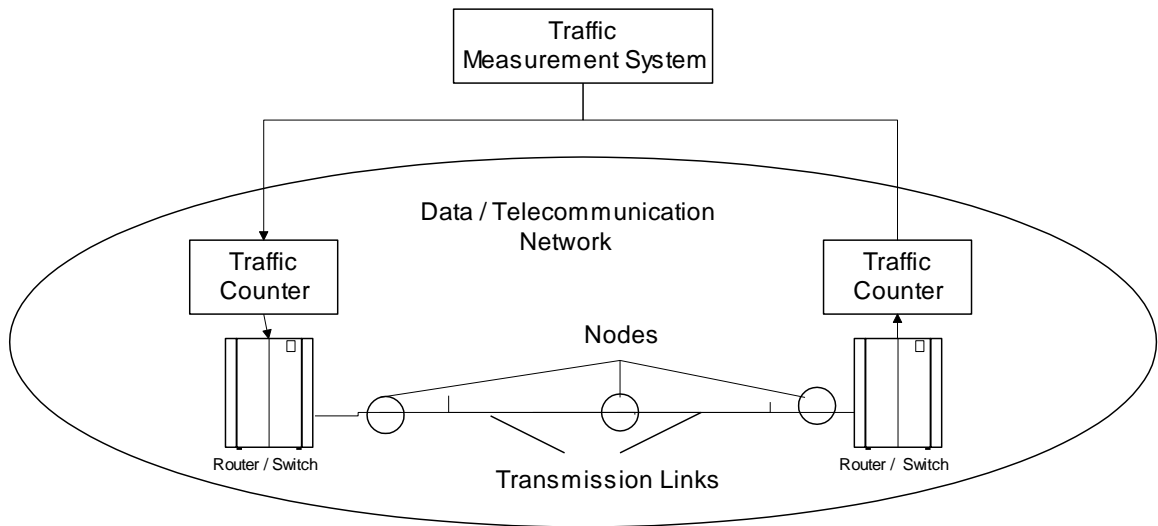 Traffic
Measurement System
Data / Telecommunication
Network
Traffic
Counter
Traffic
Counter
Nodes
Router / Switch
Router / Switch
Transmission Links